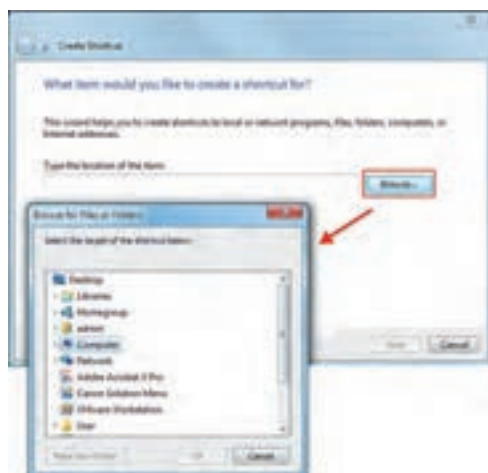 Create Shortcut
What item would you like to create a shortcut for?
This wizard helps you to create shortcuts to local or network programs, files, folders, computers, or
Internet addresses.
Type the location of the item:
Browse...
Browse for Files or Folders
Select the target of the shortcut below:
Desktop
Libraries
Homegroup
admin
Computer
Network
Adobe Acrobat X Pro
Canon Solution Menu
VMware Workstation
User
Make New Folder
OK
Cancel
Next
Cancel